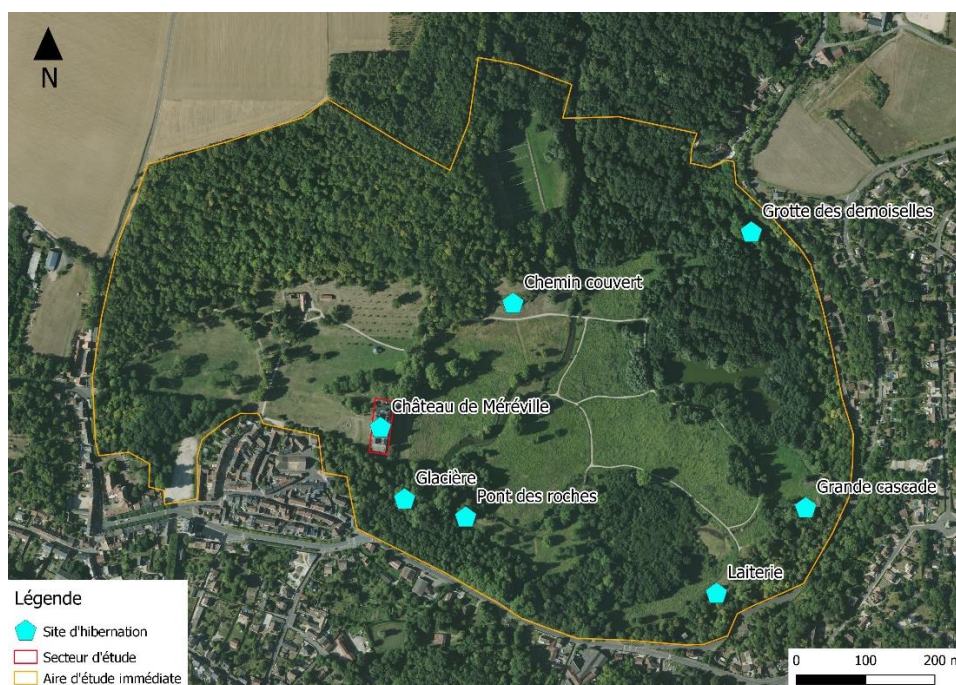 N
Grotte des demoiselles
Chemin couvert
Château de Méréville
Glacière
Pont des roches
Grande cascade
Laiterie
Légende
Site d'hibernation
Secteur d'étude
Aire d'étude immédiate
0 100 200 m